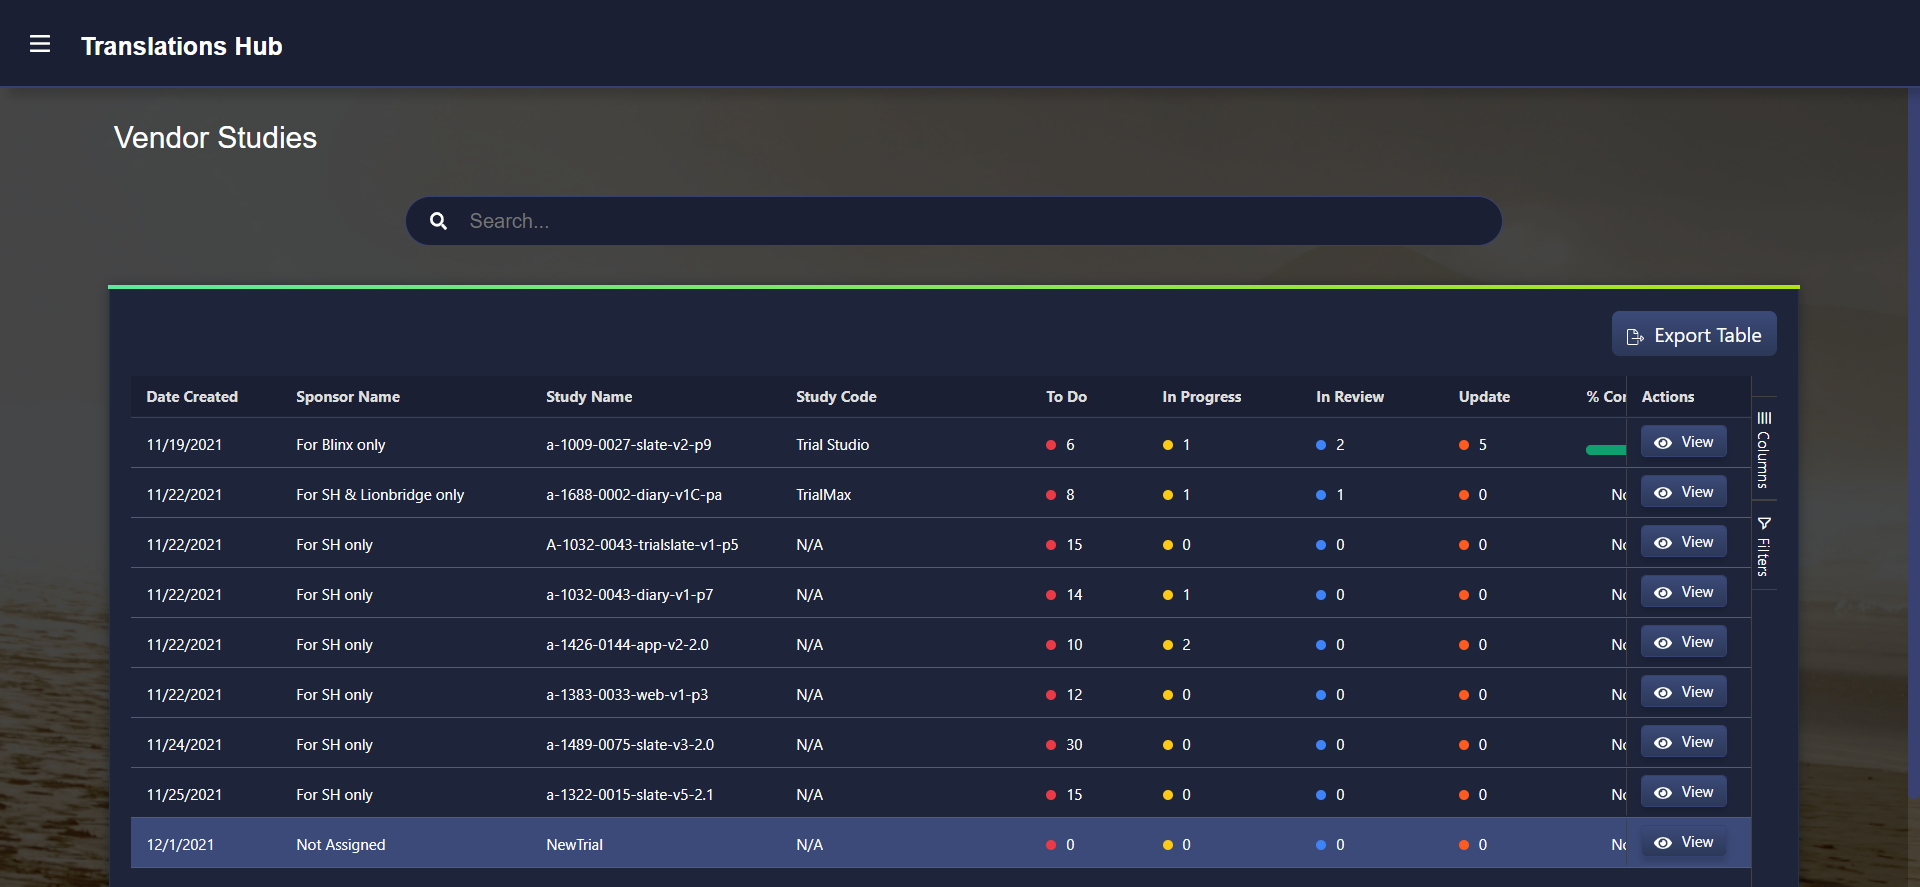 Translations Hub
Vendor Studies
Search...
Export Table
Date Created Sponsor Name Study Name Study Code To Do In Progress In Review Update % Co Actions
11/19/2021 For Blinx only a-1009-0027-slate-v2-p9 Trial Studio 6 1 2 5 View
11/22/2021 For SH & Lionbridge only a-1688-0002-diary-v1C-pa TrialMax 8 1 1 0 No View
11/22/2021 For SH only A-1032-0043-trialslate-v1-p5 N/A 15 0 0 0 No View
11/22/2021 For SH only a-1032-0043-diary-v1-p7 N/A 14 1 0 0 No View
11/22/2021 For SH only a-1426-0144-app-v2-2.0 N/A 10 2 0 0 No View
11/22/2021 For SH only a-1383-0033-web-v1-p3 N/A 12 0 0 0 No View
11/24/2021 For SH only a-1489-0075-slate-v3-2.0 N/A 30 0 0 0 No View
11/25/2021 For SH only a-1322-0015-slate-v5-2.1 N/A 15 0 0 0 No View
12/1/2021 Not Assigned NewTrial N/A 0 0 0 0 No View
Columns
Filters